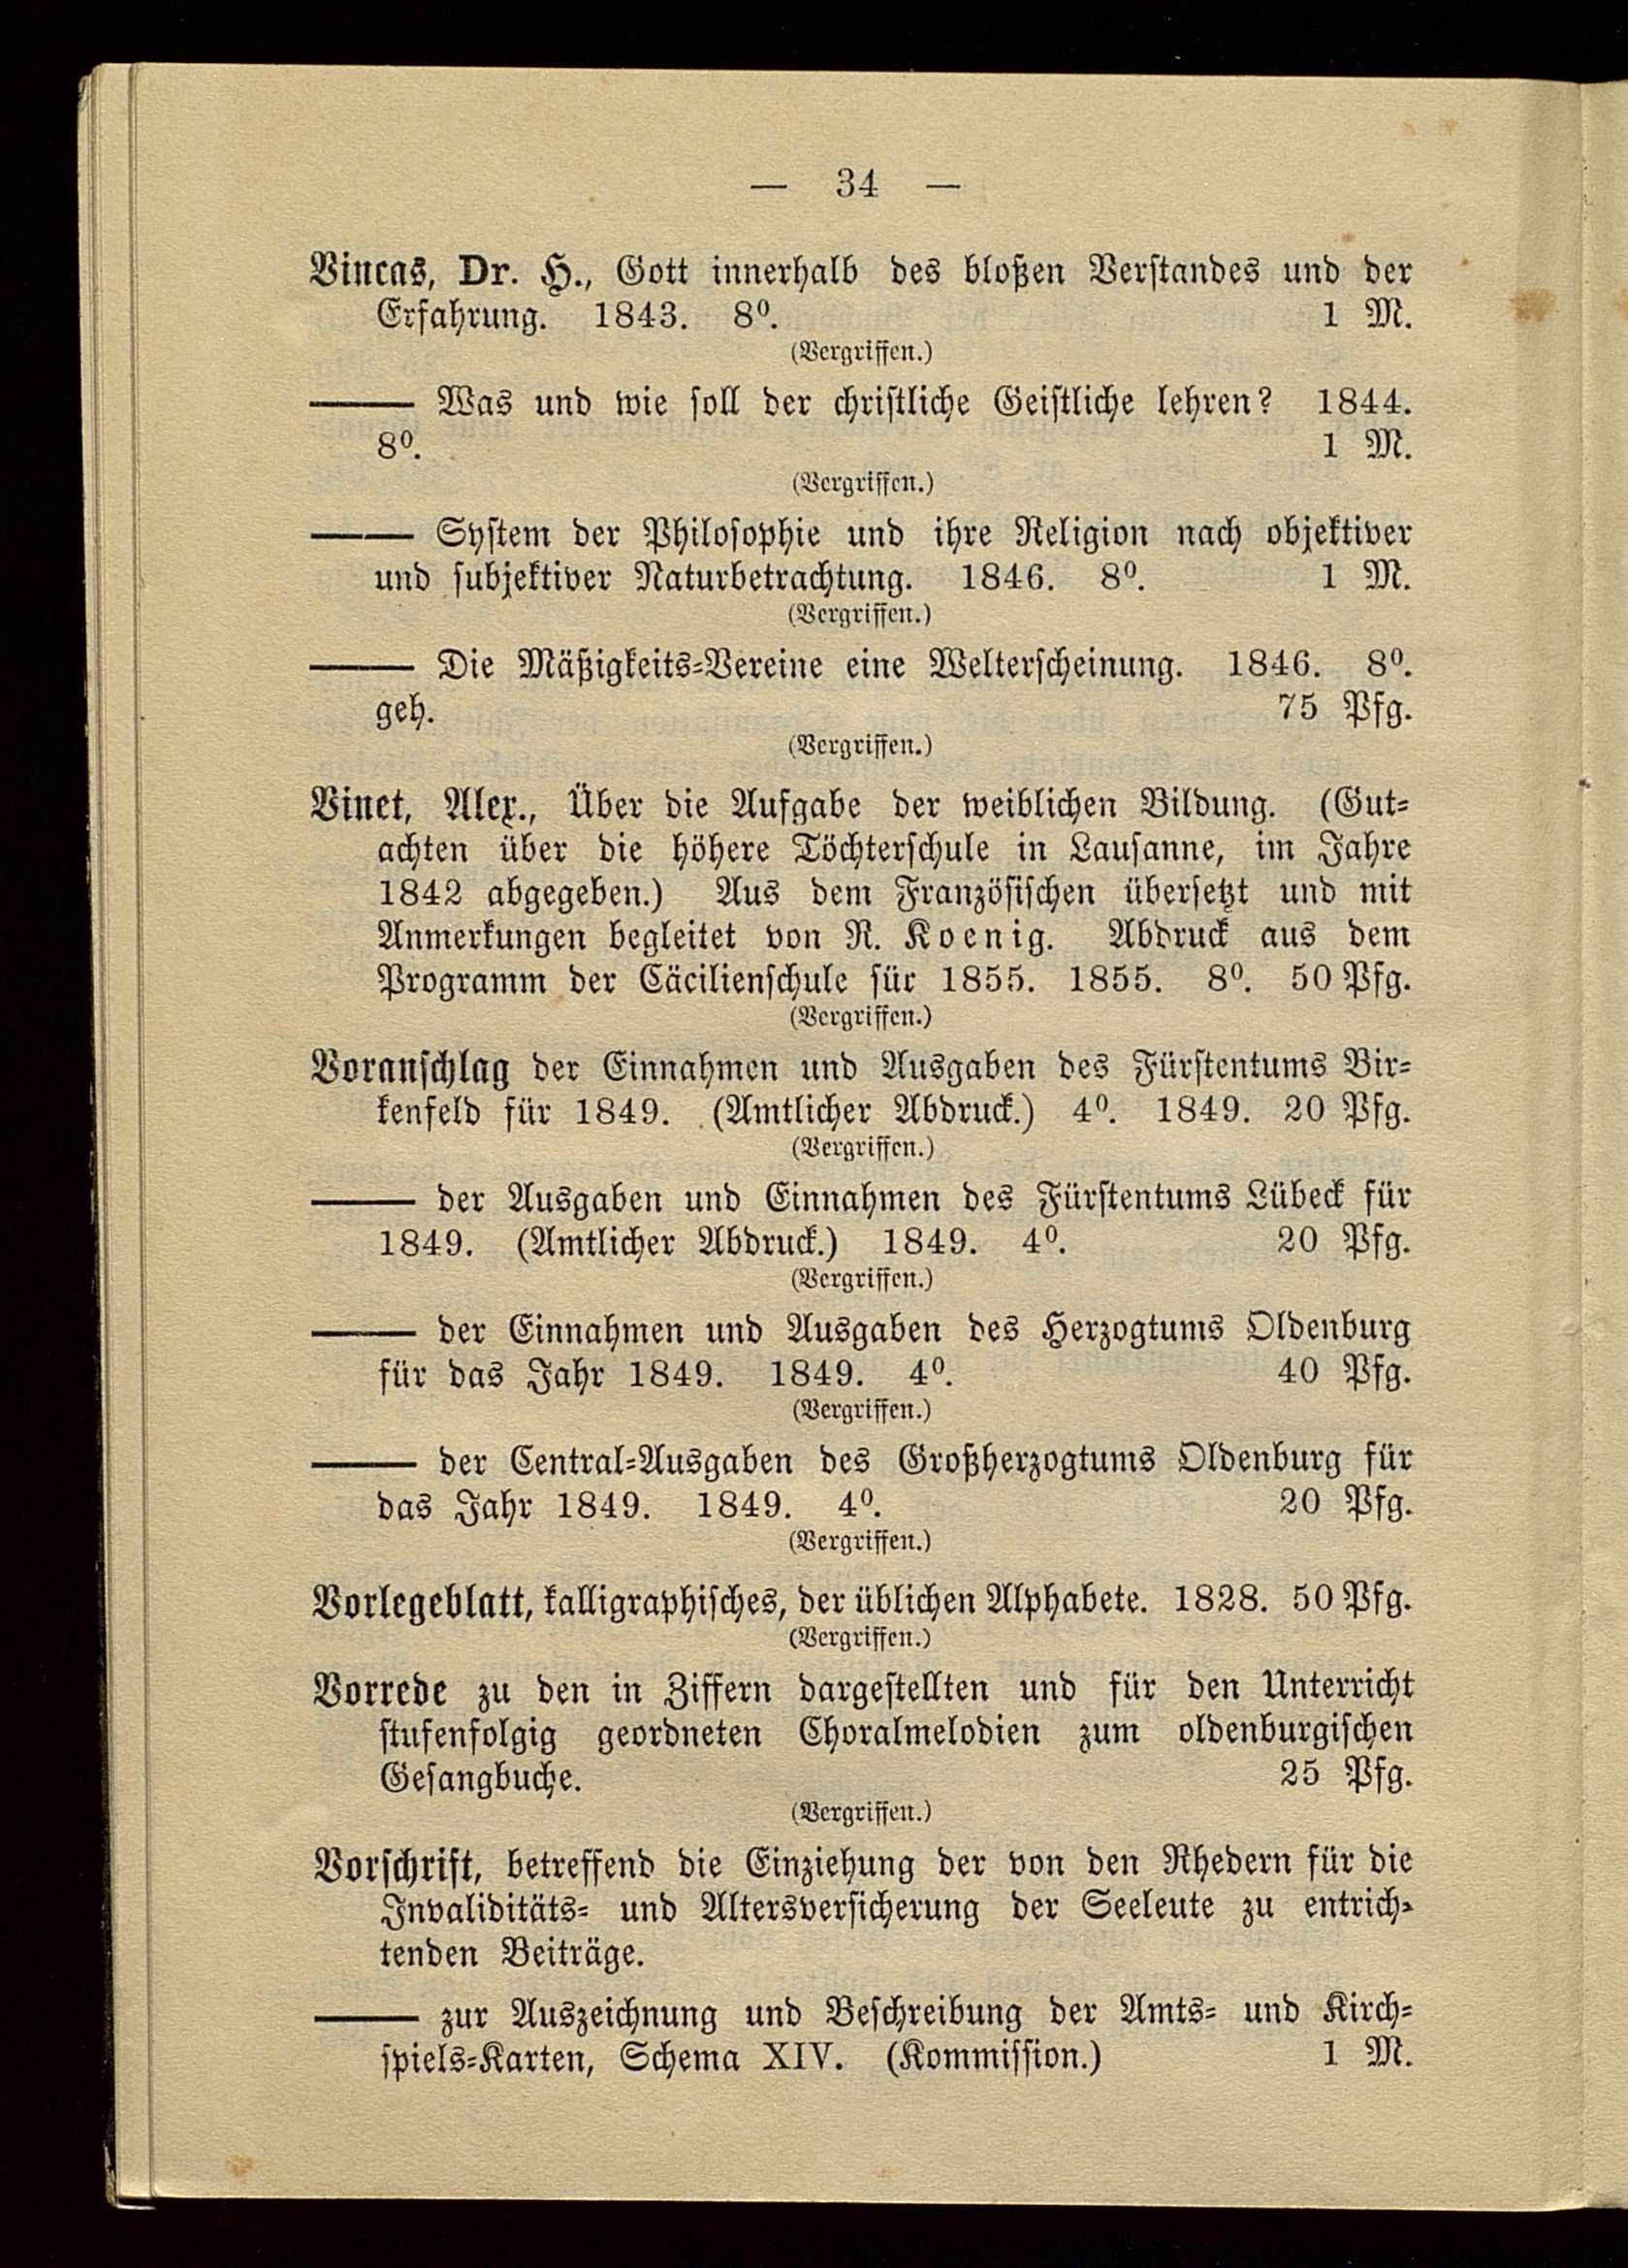 — 34 —
Vincas, Dr. H., Gott innerhalb des bloßen Verstandes und der
Erfahrung. 1843. 8⁰. 1 M.
(Vergriffen.)
——— Was und wie soll der christliche Geistliche lehren? 1844.
8⁰. 1 M.
(Vergriffen.)
——— System der Philosophie und ihre Religion nach objektiver
und subjektiver Naturbetrachtung. 1846. 8⁰. 1 M.
(Vergriffen.)
——— Die Mäßigkeits-Vereine eine Welterscheinung. 1846. 8⁰.
geh. 75 Pfg.
(Vergriffen.)
Vinet, Alex., Über die Aufgabe der weiblichen Bildung. (Gut-
achten über die höhere Töchterschule in Lausanne, im Jahre
1842 abgegeben.) Aus dem Französischen übersetzt und mit
Anmerkungen begleitet von R. Koenig. Abdruck aus dem
Programm der Cäcilienschule für 1855. 1855. 8⁰. 50 Pfg.
(Vergriffen.)
Voranschlag der Einnahmen und Ausgaben des Fürstentums Bir-
kenfeld für 1849. (Amtlicher Abdruck.) 4⁰. 1849. 20 Pfg.
(Vergriffen.)
——— der Ausgaben und Einnahmen des Fürstentums Lübeck für
1849. (Amtlicher Abdruck.) 1849. 4⁰. 20 Pfg.
(Vergriffen.)
——— der Einnahmen und Ausgaben des Herzogtums Oldenburg
für das Jahr 1849. 1849. 4⁰. 40 Pfg.
(Vergriffen.)
——— der Central-Ausgaben des Großherzogtums Oldenburg für
das Jahr 1849. 1849. 4⁰. 20 Pfg.
(Vergriffen.)
Vorlegeblatt, kalligraphisches, der üblichen Alphabete. 1828. 50 Pfg.
(Vergriffen.)
Vorrede zu den in Ziffern dargestellten und für den Unterricht
stufenfolgig geordneten Choralmelodien zum oldenburgischen
Gesangbuche. 25 Pfg.
(Vergriffen.)
Vorschrift, betreffend die Einziehung der von den Rhedern für die
Invaliditäts- und Altersversicherung der Seeleute zu entrich-
tenden Beiträge.
——— zur Auszeichnung und Beschreibung der Amts- und Kirch-
spiels-Karten, Schema XIV. (Kommission.) 1 M.